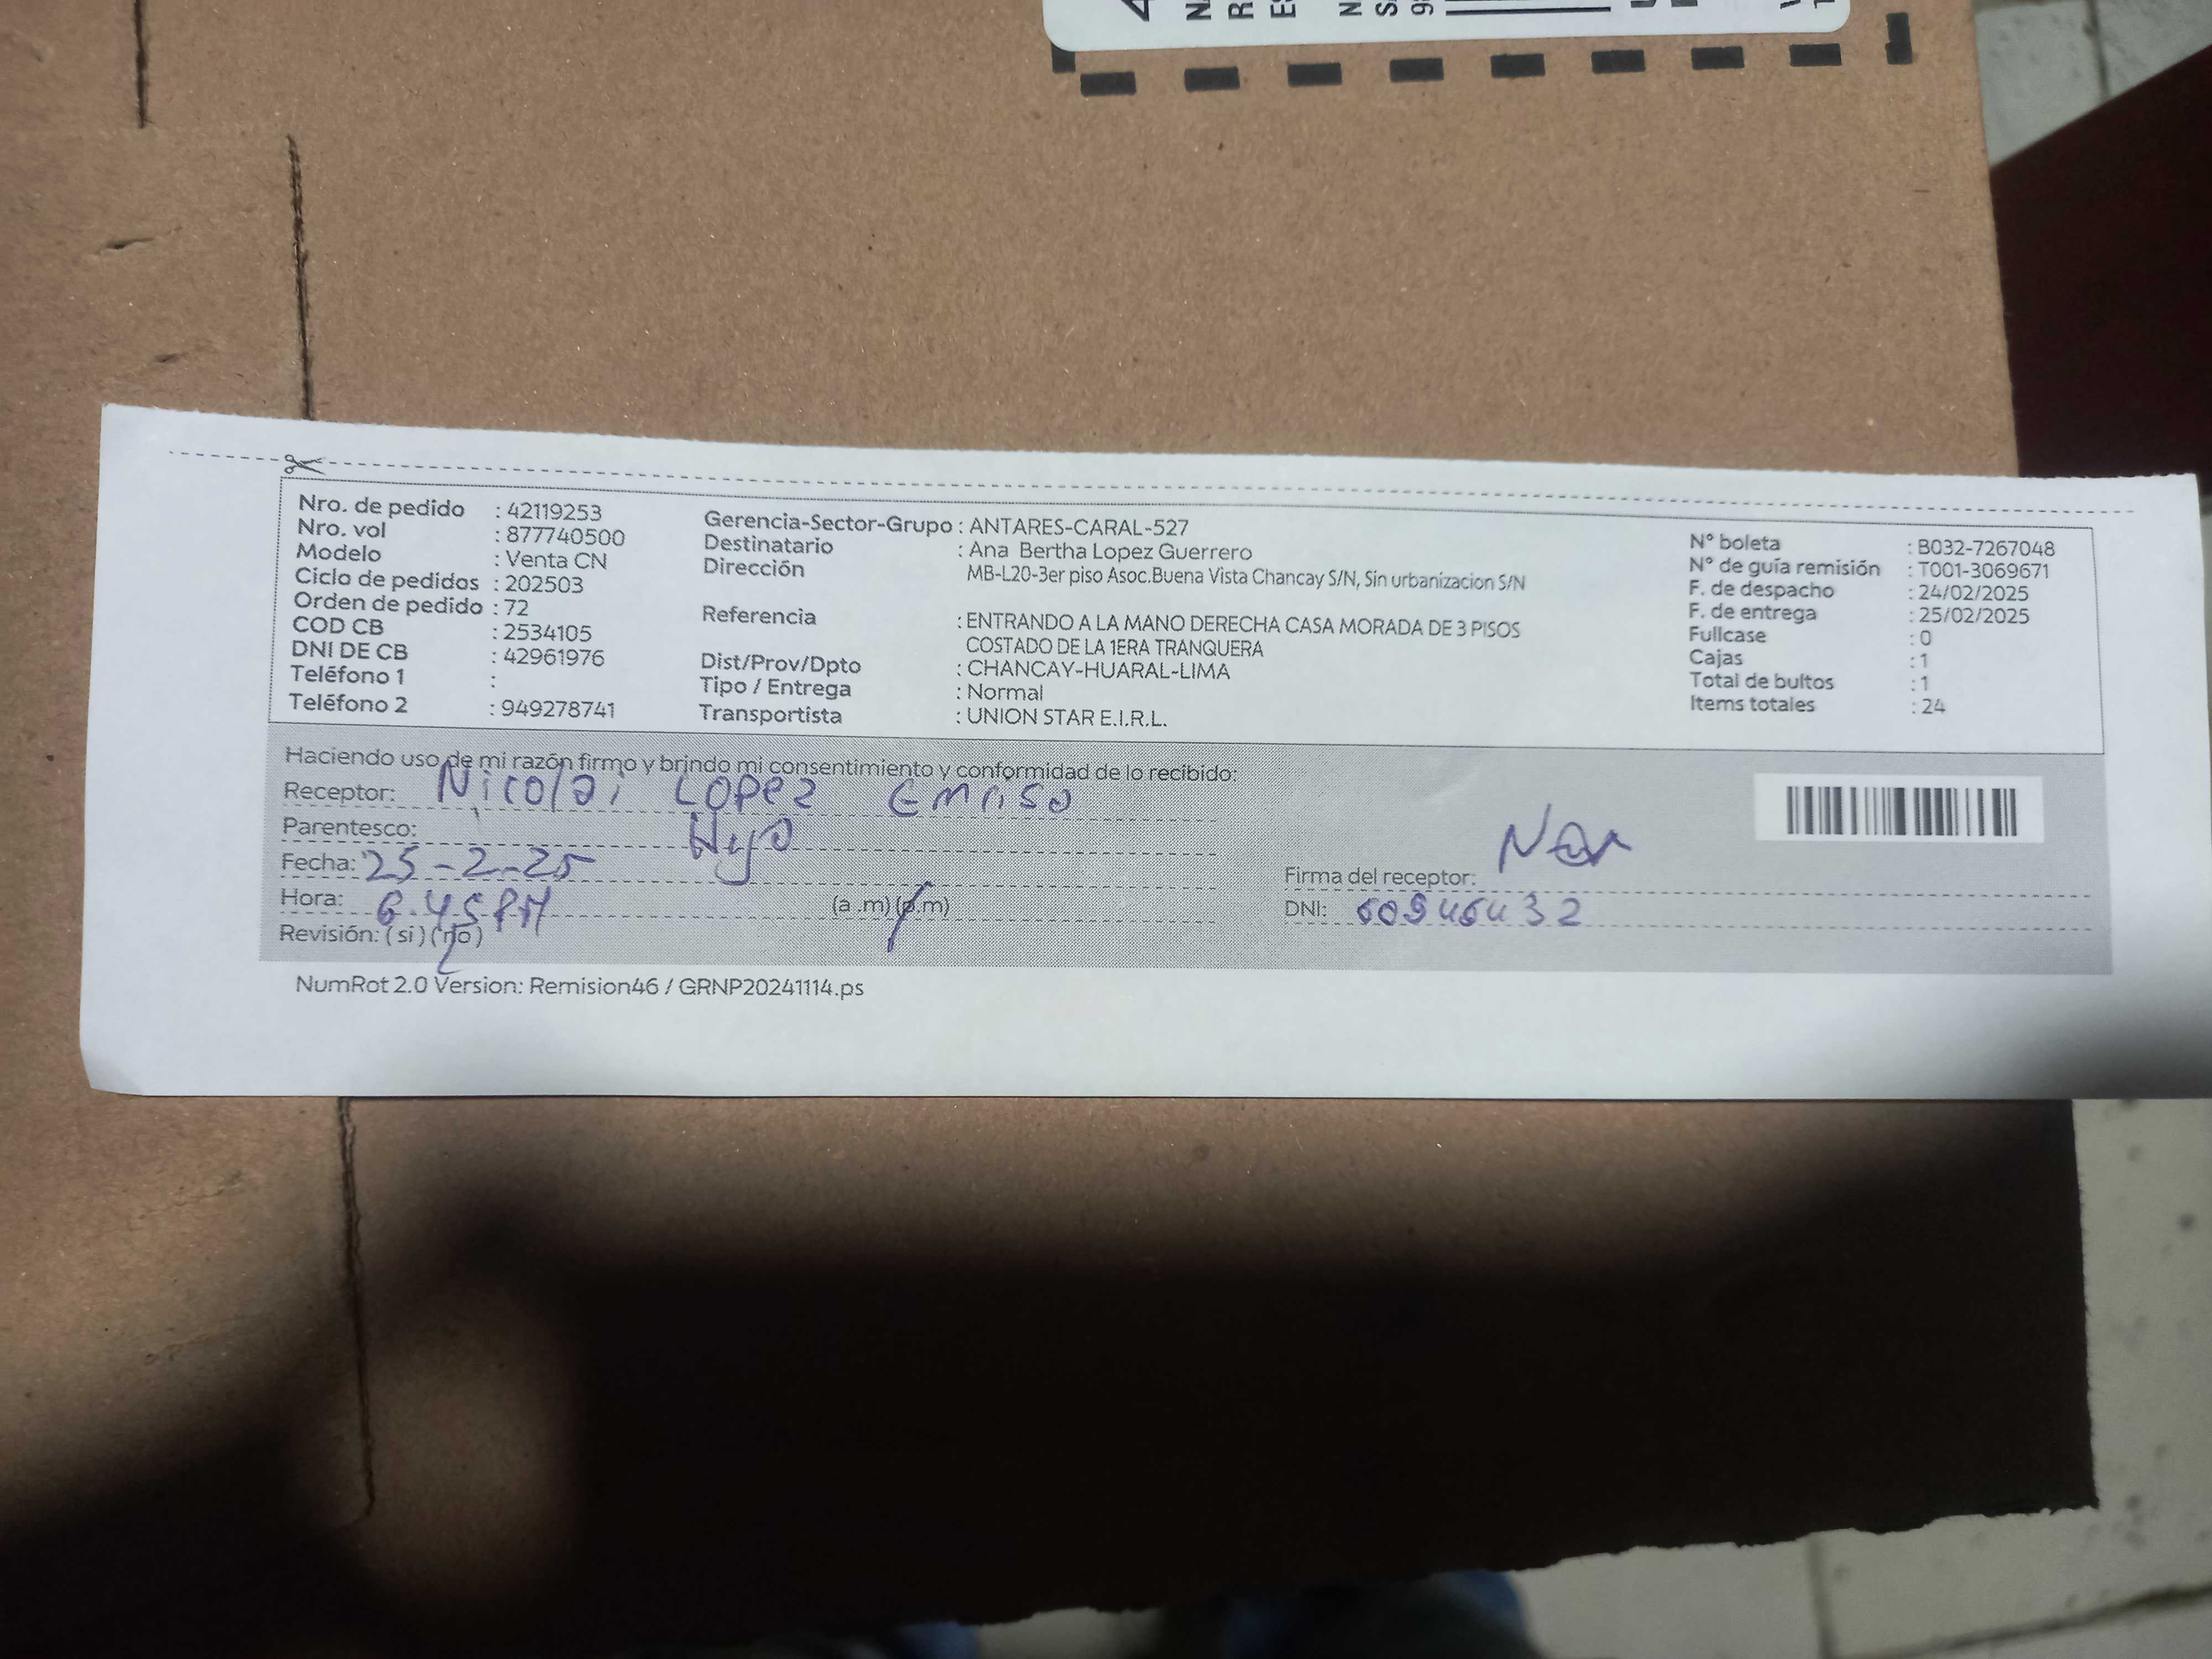 Nro. de pedido : 42119253
Nro. vol : 877740500
Modelo : Venta CN
Ciclo de pedidos : 202503
Orden de pedido : 72
COD CB : 2534105
DNI DE CB : 42961976
Teléfono 1 :
Teléfono 2 : 949278741
Gerencia-Sector-Grupo : ANTARES-CARAL-527
Destinatario : Ana Bertha Lopez Guerrero
Dirección MB-L20-3er piso Asoc.Buena Vista Chancay S/N, Sin urbanizacion S/N
Referencia : ENTRANDO A LA MANO DERECHA CASA MORADA DE 3 PISOS
COSTADO DE LA 1ERA TRANQUERA
Dist/Prov/Dpto : CHANCAY-HUARAL-LIMA
Tipo / Entrega : Normal
Transportista : UNION STAR E.I.R.L.
N° boleta : B032-7267048
N° de guía remisión : T001-3069671
F. de despacho : 24/02/2025
F. de entrega : 25/02/2025
Fullcase : 0
Cajas : 1
Total de bultos : 1
Items totales : 24
Haciendo uso de mi razón firmo y brindo mi consentimiento y conformidad de lo recibido:
Receptor: Nicolai Lopez
Parentesco: Hijo
Fecha: 25-2-25
Hora: 6.45 PM (a .m) (p.m)
Revisión: ( si ) ( no )
Firma del receptor:
DNI:
NumRot 2.0 Version: Remision46 / GRNP20241114.ps